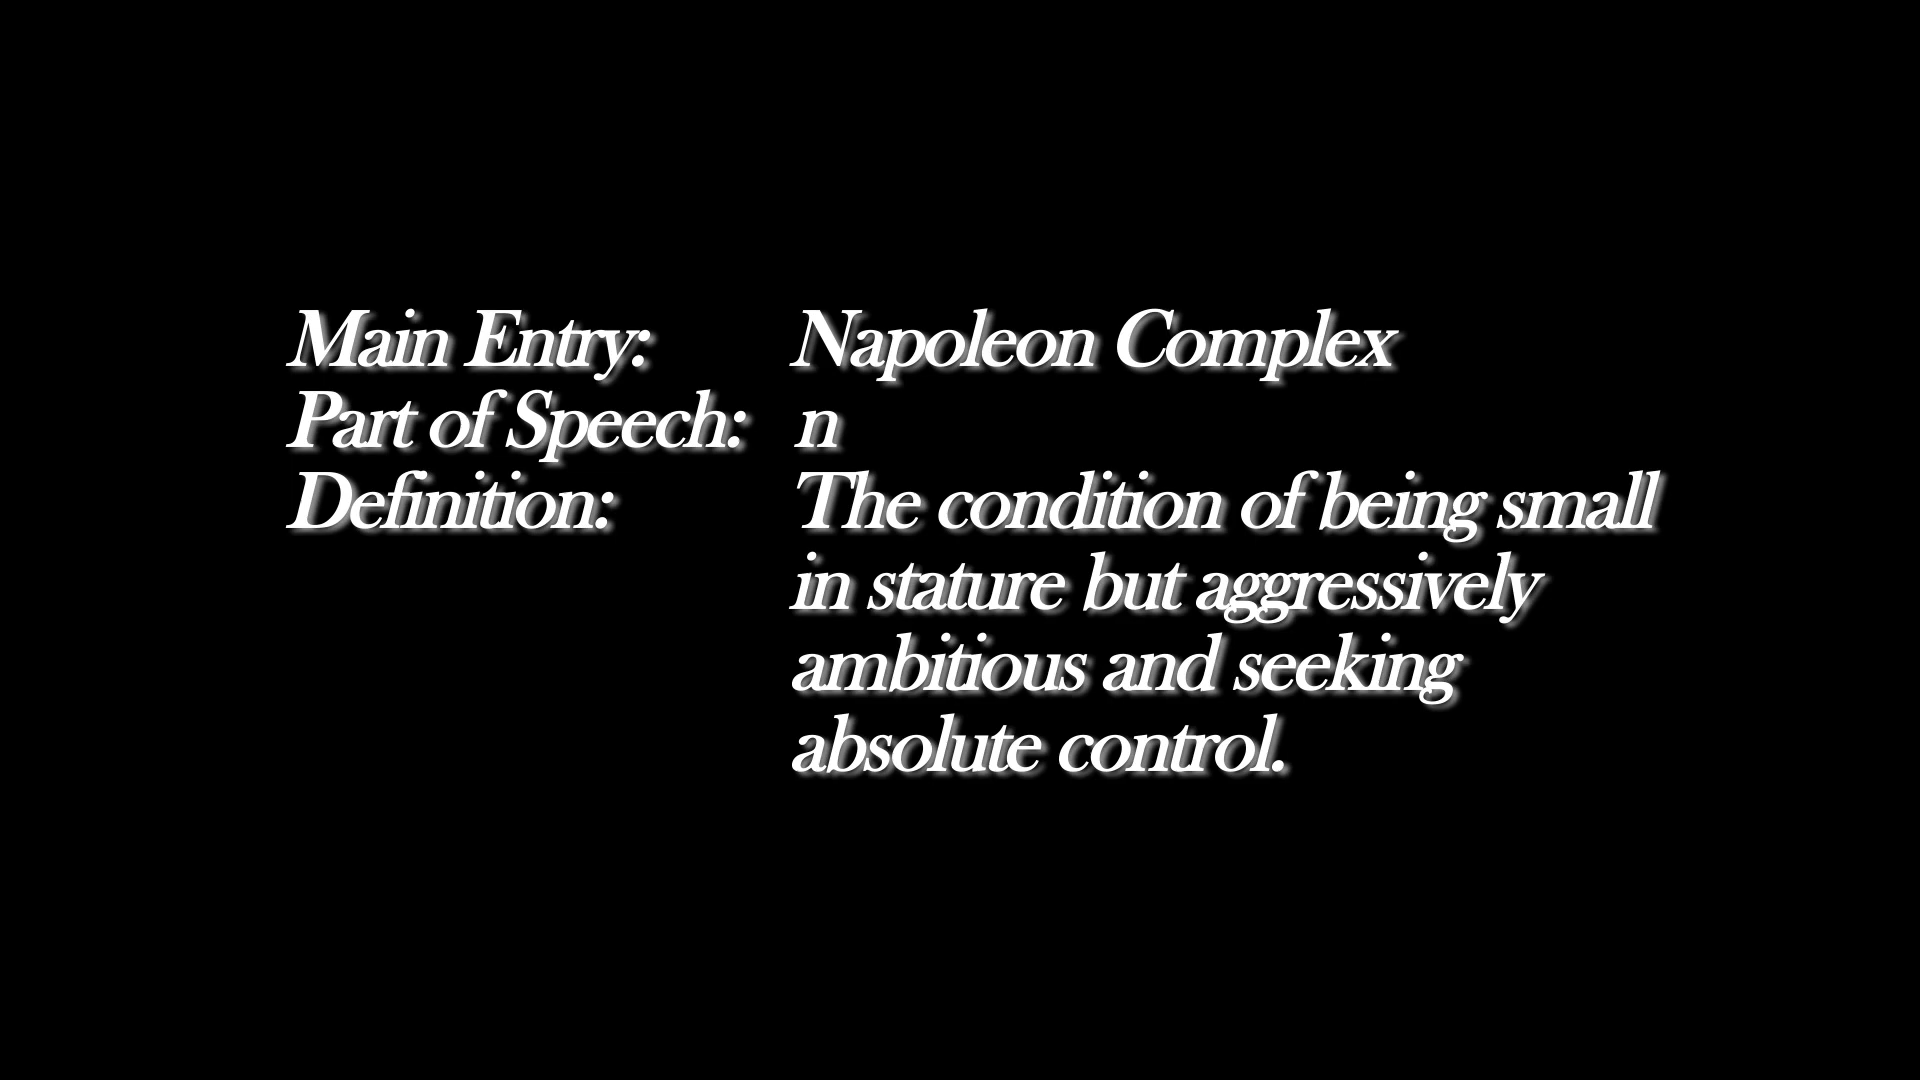 Main Entry: Napoleon Complex
Part of Speech: n
Definition: The condition of being small
in stature but aggressively
ambitious and seeking
absolute control.